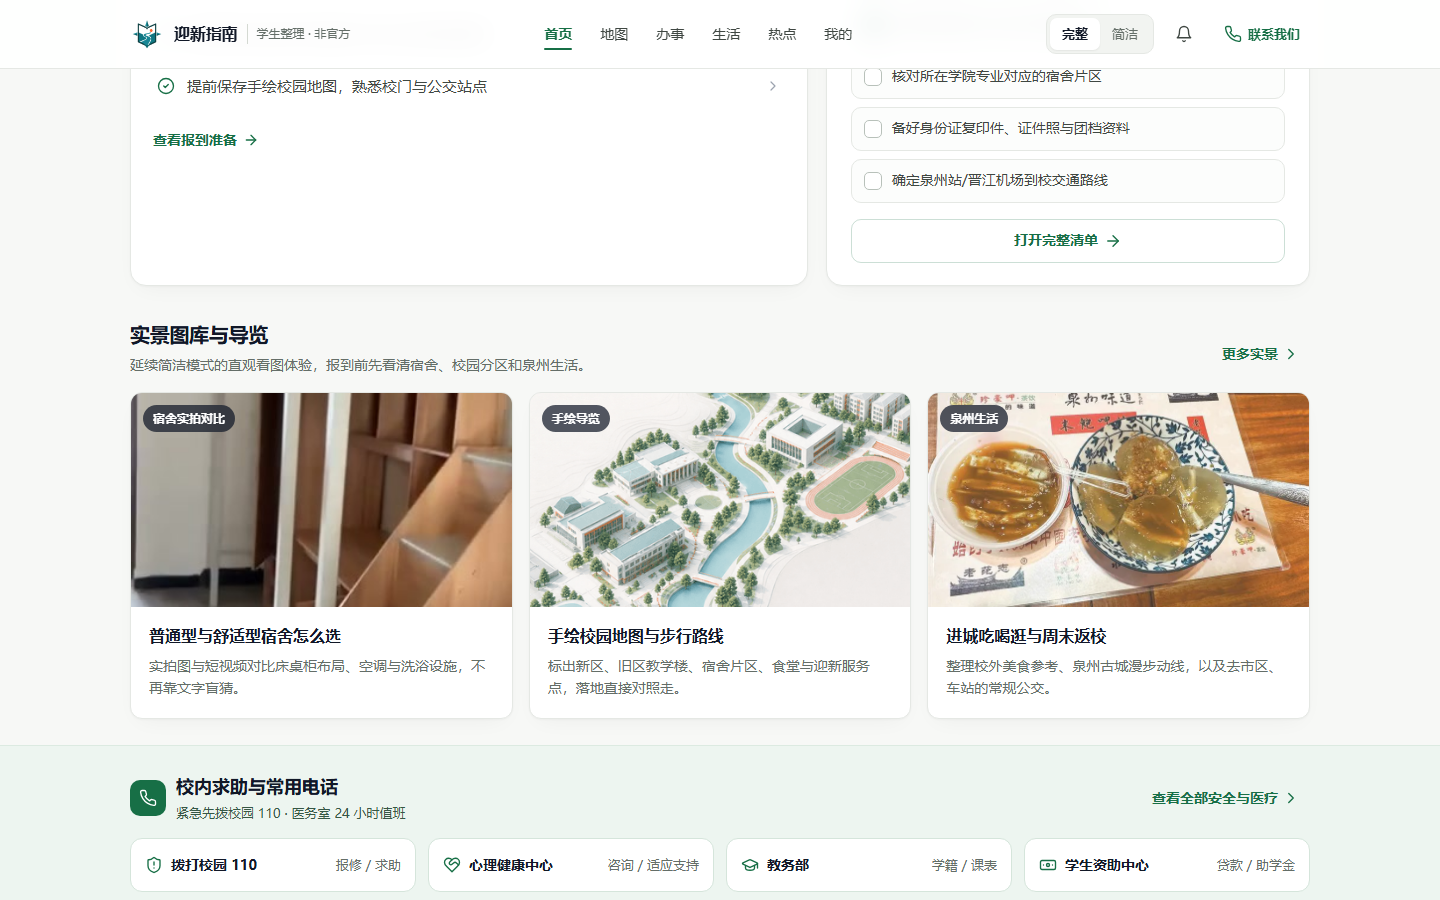 迎新指南
学生整理 · 非官方
首页
地图
办事
生活
热点
我的
完整
简洁
联系我们
提前保存手绘校园地图，熟悉校门与公交站点
查看报到准备
核对所在学院专业对应的宿舍片区
备好身份证复印件、证件照与团档资料
确定泉州站/晋江机场到校交通路线
打开完整清单
实景图库与导览
延续简洁模式的直观看图体验，报到前先看清宿舍、校园分区和泉州生活。
更多实景
宿舍实拍对比
手绘导览
泉州生活
泉州味道
普通型与舒适型宿舍怎么选
实拍图与短视频对比床桌柜布局、空调与洗浴设施，不
再靠文字盲猜。
手绘校园地图与步行路线
标出新区、旧区教学楼、宿舍片区、食堂与迎新服务
点，落地直接对照走。
进城吃喝逛与周末返校
整理校外美食参考、泉州古城漫步动线，以及去市区、
车站的常规公交。
校内求助与常用电话
紧急先拨校园 110 · 医务室 24 小时值班
查看全部安全与医疗
拨打校园 110
报修 / 求助
心理健康中心
咨询 / 适应支持
教务部
学籍 / 课表
学生资助中心
贷款 / 助学金